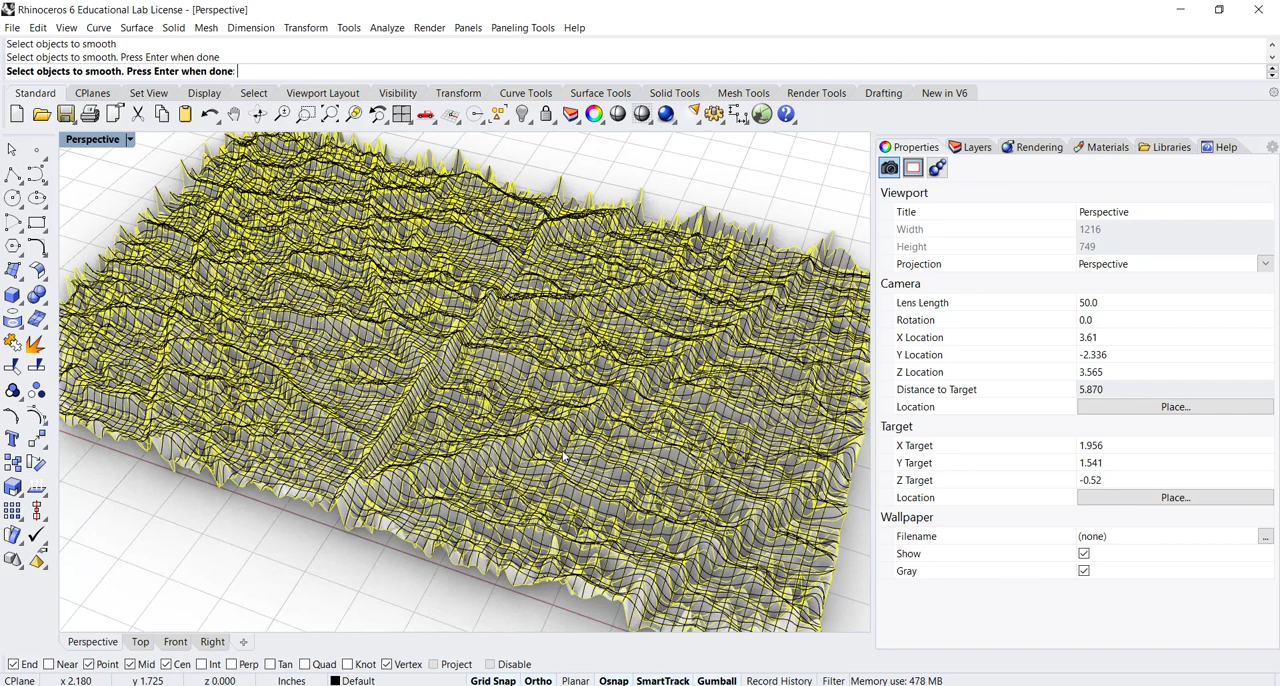 Rhinoceros 6 Educational Lab License - [Perspective]
File Edit View Curve Surface Solid Mesh Dimension Transform Tools Analyze Render Panels Paneling Tools Help
Select objects to smooth
Select objects to smooth. Press Enter when done
Select objects to smooth. Press Enter when done:
Standard CPlanes Set View Display Select Viewport Layout Visibility Transform Curve Tools Surface Tools Solid Tools Mesh Tools Render Tools Drafting New in V6
Perspective
Properties Layers Rendering Materials Libraries Help
Viewport
Title Perspective
Width 1216
Height 749
Projection Perspective
Camera
Lens Length 50.0
Rotation 0.0
X Location 3.61
Y Location -2.336
Z Location 3.565
Distance to Target 5.870
Location Place...
Target
X Target 1.956
Y Target 1.541
Z Target -0.52
Location Place...
Wallpaper
Filename (none) ...
Show
Gray
Perspective Top Front Right
End Near Point Mid Cen Int Perp Tan Quad Knot Vertex Project Disable
CPlane x 2.180 y 1.725 z 0.000 Inches Default Grid Snap Ortho Planar Osnap SmartTrack Gumball Record History Filter Memory use: 478 MB